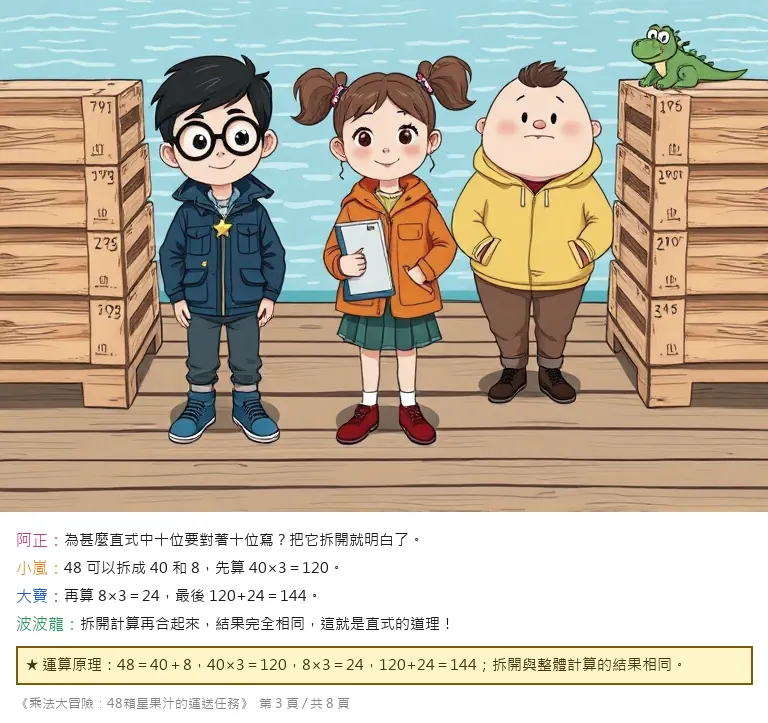 791
175
275
345
阿正：為甚麼直式中十位要對著十位寫？把它拆開就明白了。
小嵐：48 可以拆成 40 和 8，先算 40×3＝120。
大寶：再算 8×3＝24，最後 120+24＝144。
波波龍：拆開計算再合起來，結果完全相同，這就是直式的道理！
★ 運算原理：48＝40＋8，40×3＝120，8×3＝24，120+24＝144；拆開與整體計算的結果相同。
《乘法大冒險：48箱星果汁的運送任務》 第 3 頁 / 共 8 頁